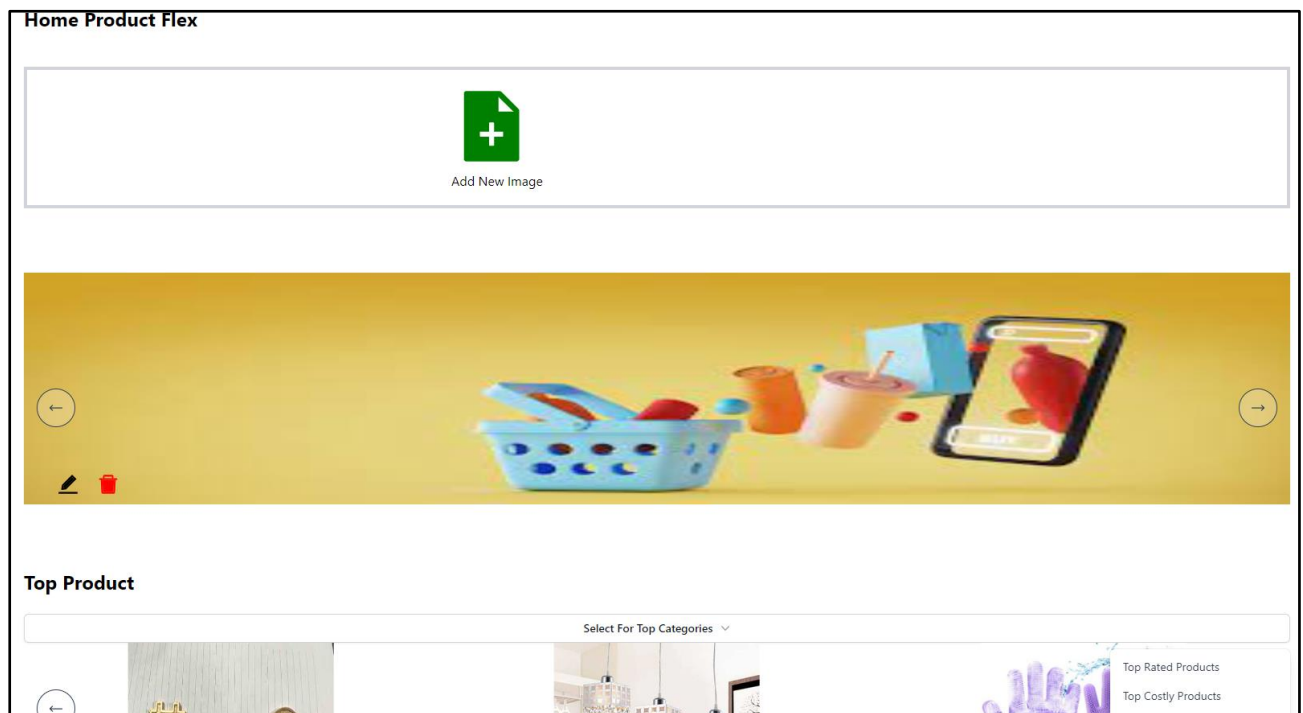 Home Product Flex
Add New Image
Top Product
Select For Top Categories
Top Rated Products
Top Costly Products